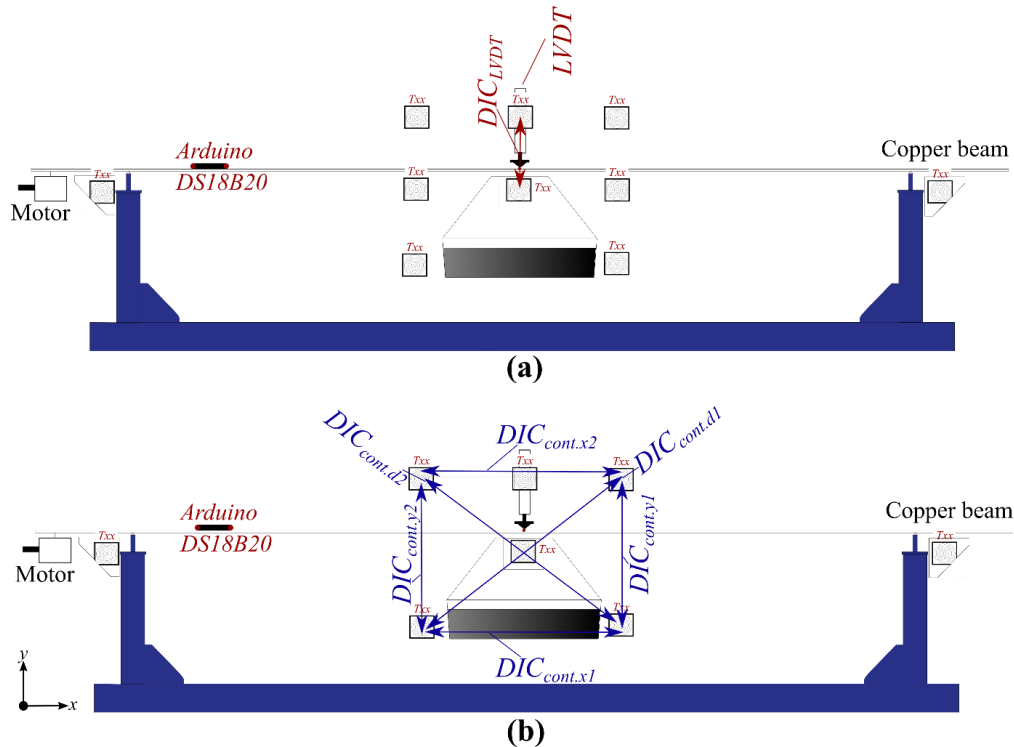 LVDT
DIC_LVDT
Txx
Txx
Txx
Arduino
DS18B20
Copper beam
Motor
Txx
Txx
Txx
Txx
Txx
Txx
Txx
(a)
DIC_cont.d2
DIC_cont.x2
DIC_cont.d1
Txx
Txx
Txx
Arduino
DS18B20
DIC_cont.y2
DIC_cont.y1
Copper beam
Motor
Txx
Txx
Txx
Txx
Txx
DIC_cont.x1
y
x
(b)